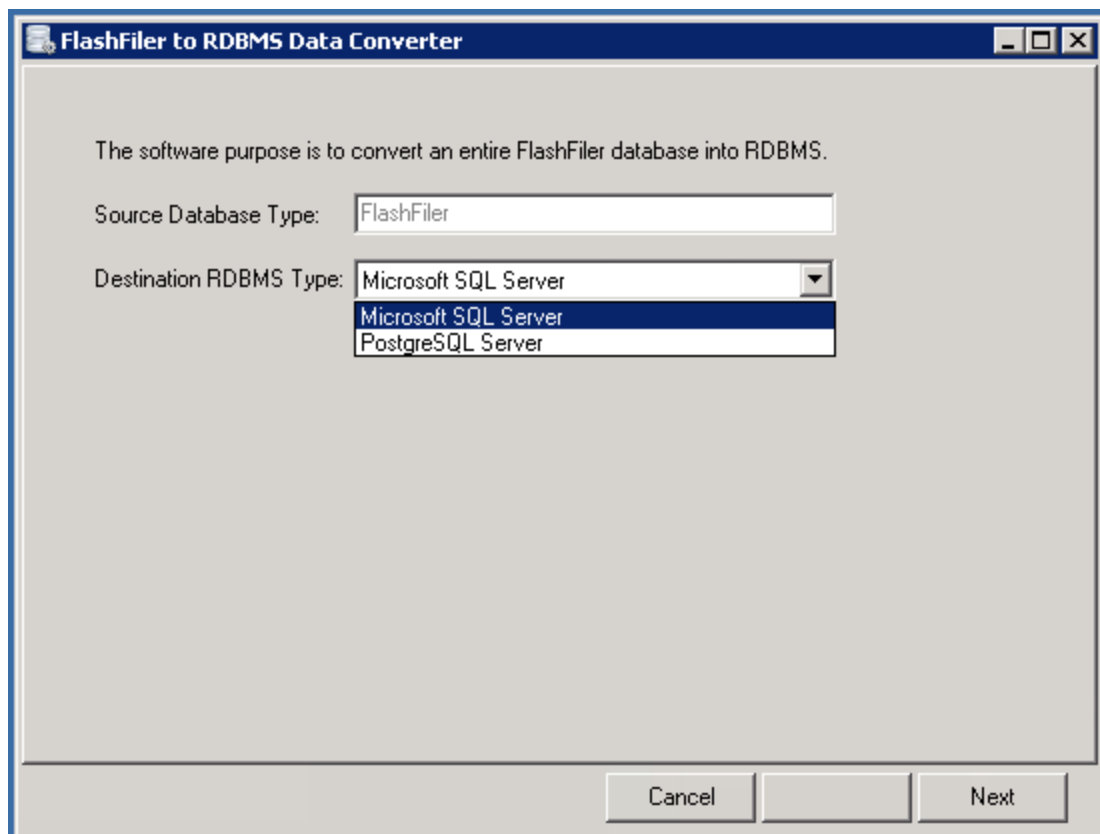 FlashFiler to RDBMS Data Converter
The software purpose is to convert an entire FlashFiler database into RDBMS.
Source Database Type:
FlashFiler
Destination RDBMS Type:
Microsoft SQL Server
Microsoft SQL Server
PostgreSQL Server
Cancel
Next